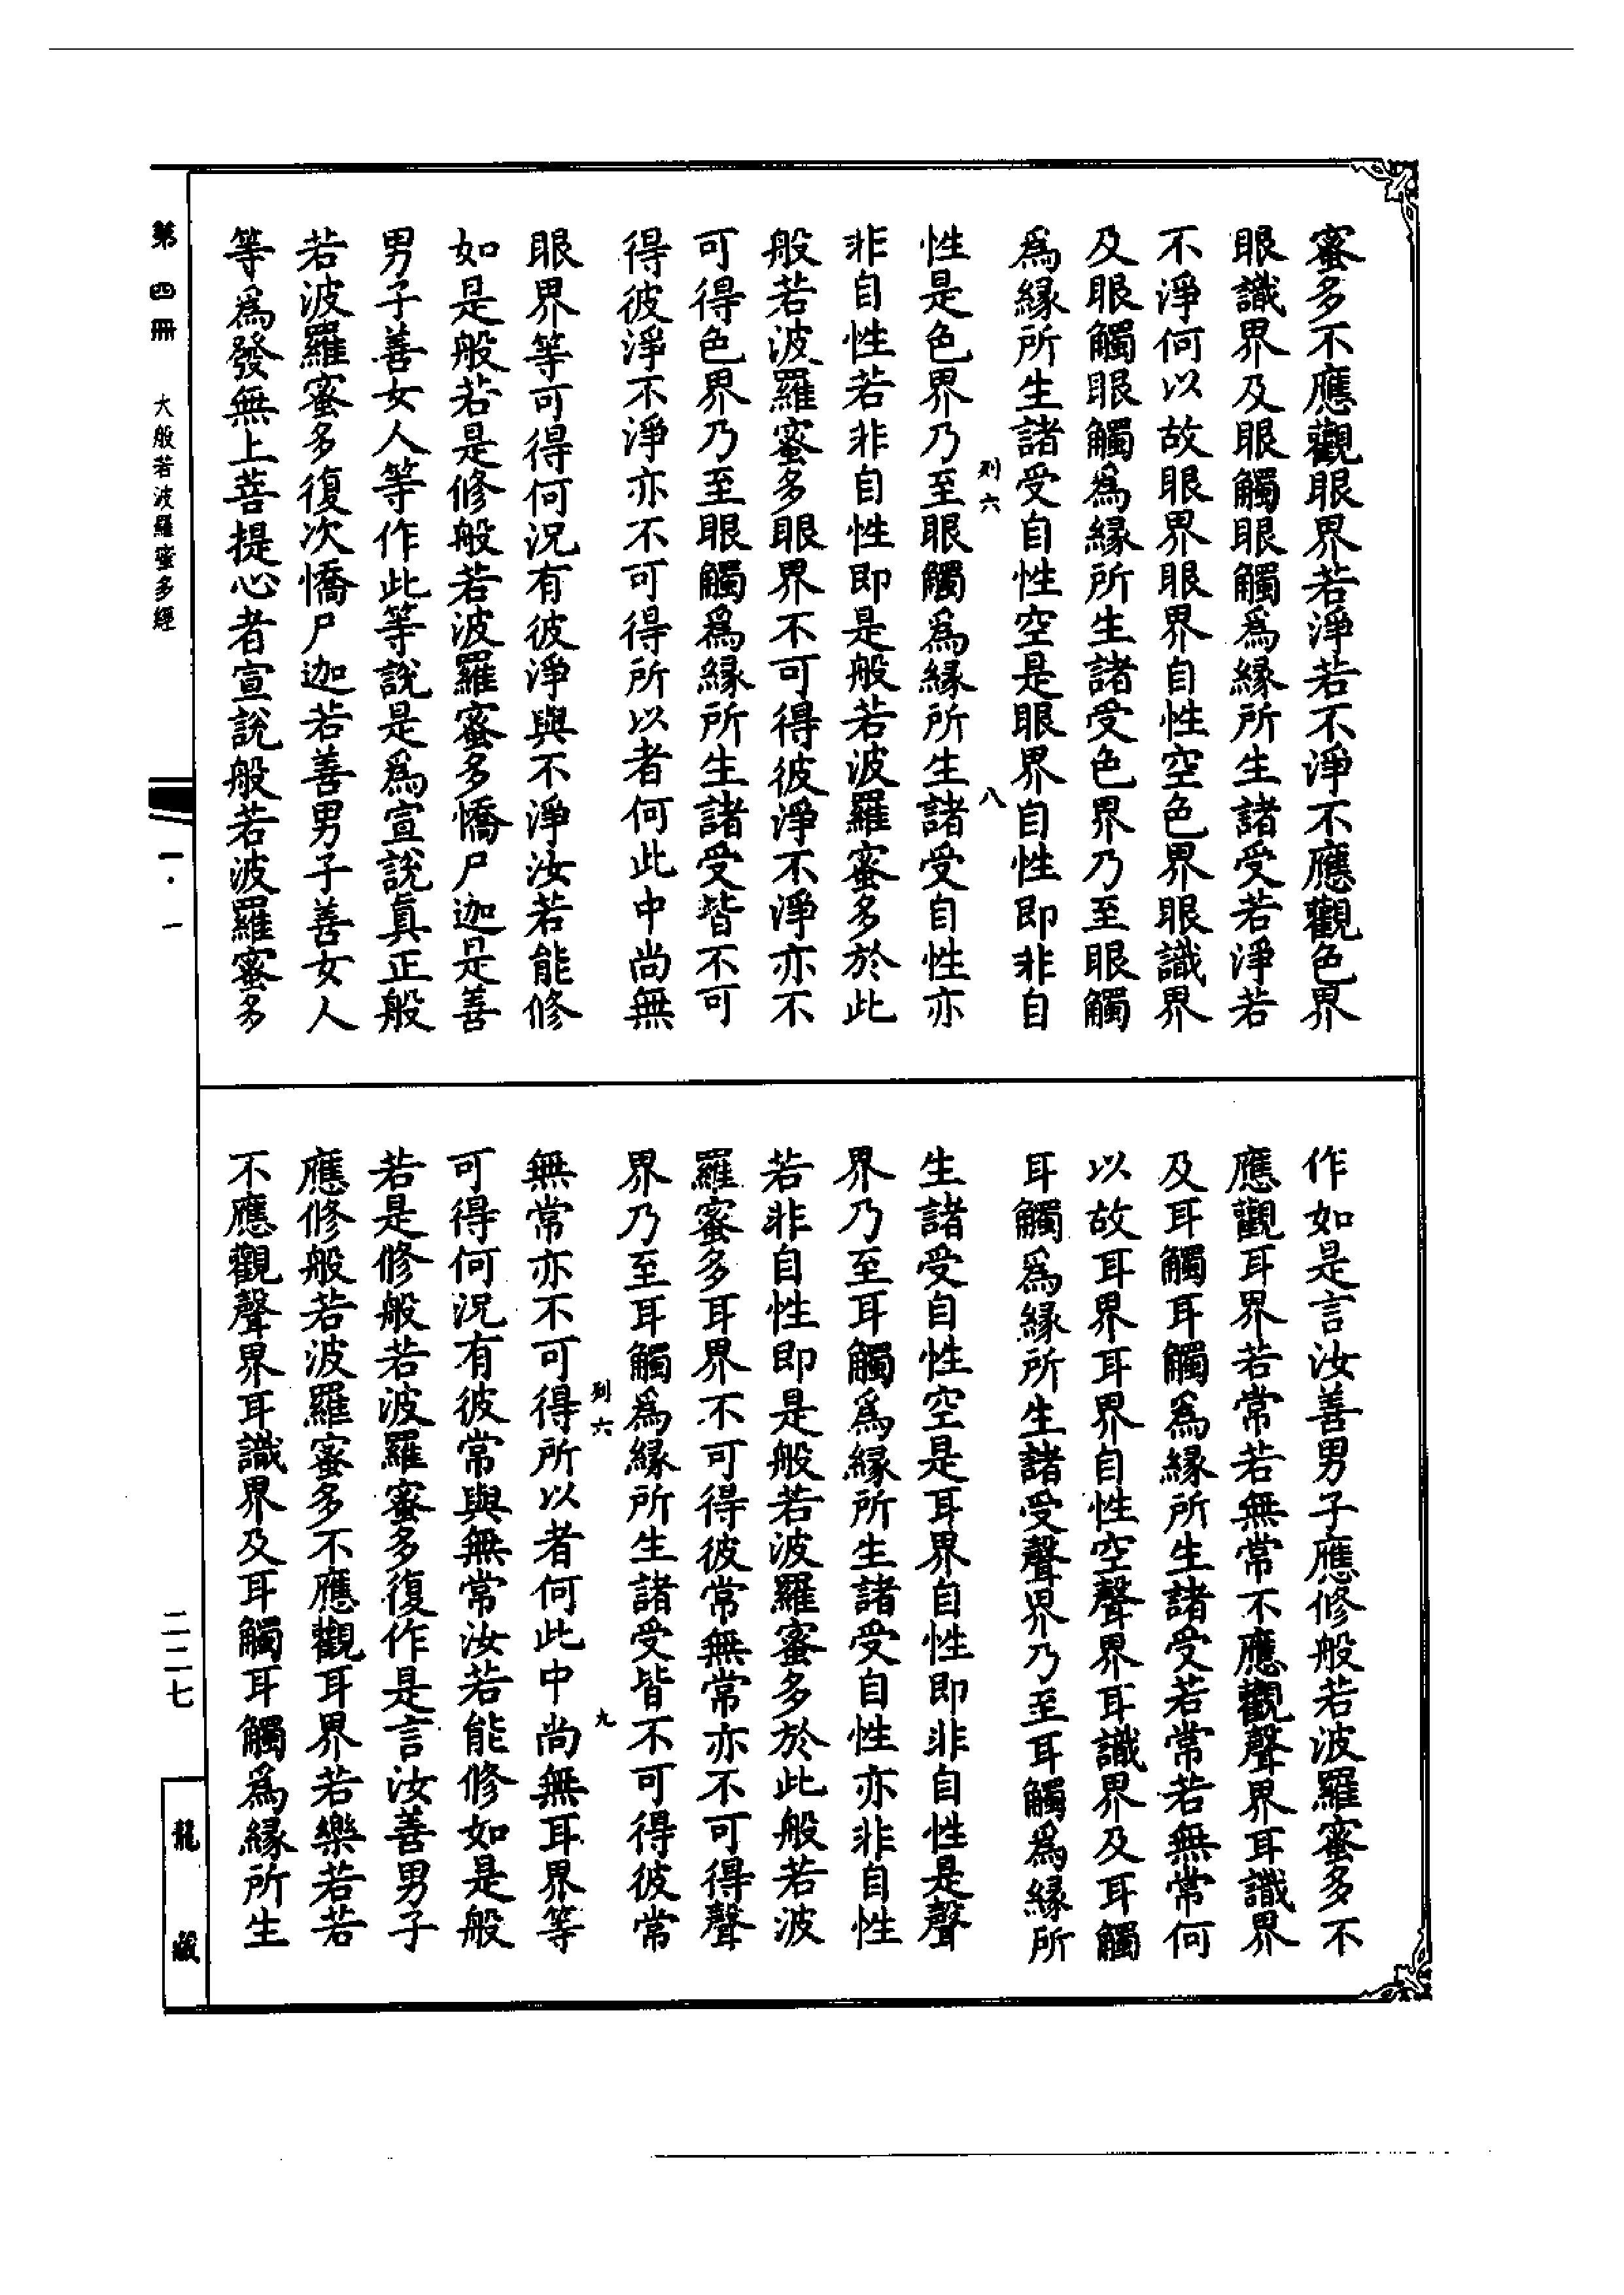 蜜多不應觀眼界若淨若不淨不應觀色界
眼識界及眼觸眼觸為緣所生諸受若淨若
不淨何以故眼界眼界自性空色界眼識界
及眼觸眼觸為緣所生諸受色界乃至眼觸
為緣所生諸受自性空是眼界自性即非自
列六 八
性是色界乃至眼觸為緣所生諸受自性亦
非自性若非自性即是般若波羅蜜多於此
般若波羅蜜多眼界不可得彼淨不淨亦不
可得色界乃至眼觸為緣所生諸受皆不可
得彼淨不淨亦不可得所以者何此中尚無
眼界等可得何況有彼淨與不淨汝若能修
如是般若是修般若波羅蜜多憍尸迦是善
男子善女人等作此等說是為宣說真正般
若波羅蜜多復次憍尸迦若善男子善女人
等為發無上菩提心者宣說般若波羅蜜多
作如是言汝善男子應修般若波羅蜜多不
應觀耳界若常若無常不應觀聲界耳識界
及耳觸耳觸為緣所生諸受若常若無常何
以故耳界耳界自性空聲界耳識界及耳觸
耳觸為緣所生諸受聲界乃至耳觸為緣所
生諸受自性空是耳界自性即非自性是聲
界乃至耳觸為緣所生諸受自性亦非自性
若非自性即是般若波羅蜜多於此般若波
羅蜜多耳界不可得彼常無常亦不可得聲
界乃至耳觸為緣所生諸受皆不可得彼常
列六 九
無常亦不可得所以者何此中尚無耳界等
可得何況有彼常與無常汝若能修如是般
若是修般若波羅蜜多復作是言汝善男子
應修般若波羅蜜多不應觀耳界若樂若苦
不應觀聲界耳識界及耳觸耳觸為緣所生
第四冊 大般若波羅蜜多經 一·一 二二七 龍藏